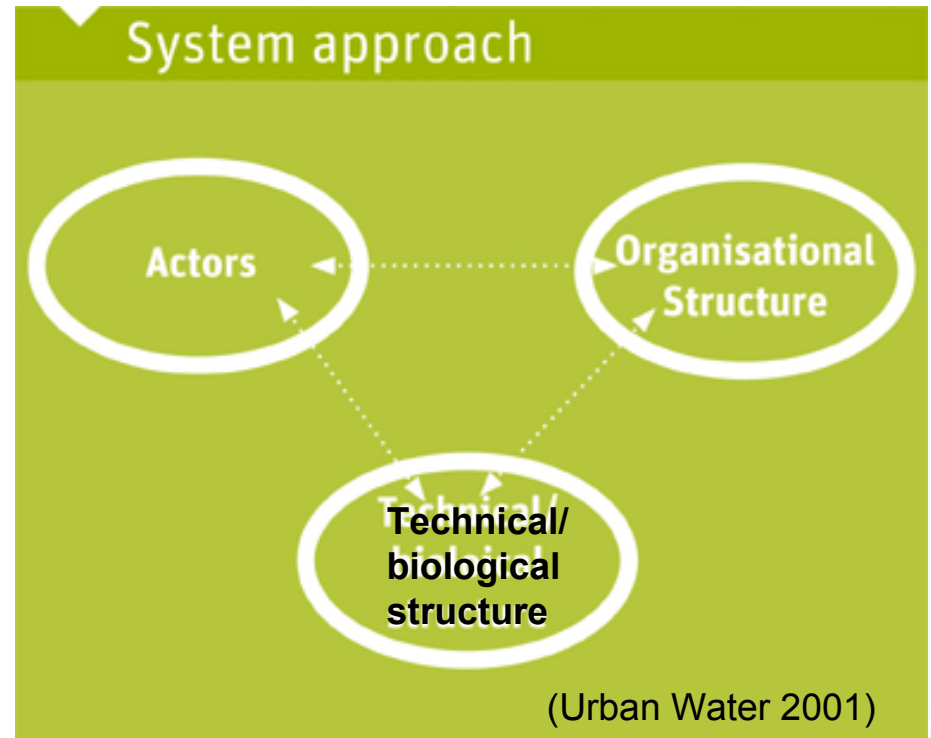 System approach
Actors
Organisational
Structure
Technical/
biological
structure
(Urban Water 2001)